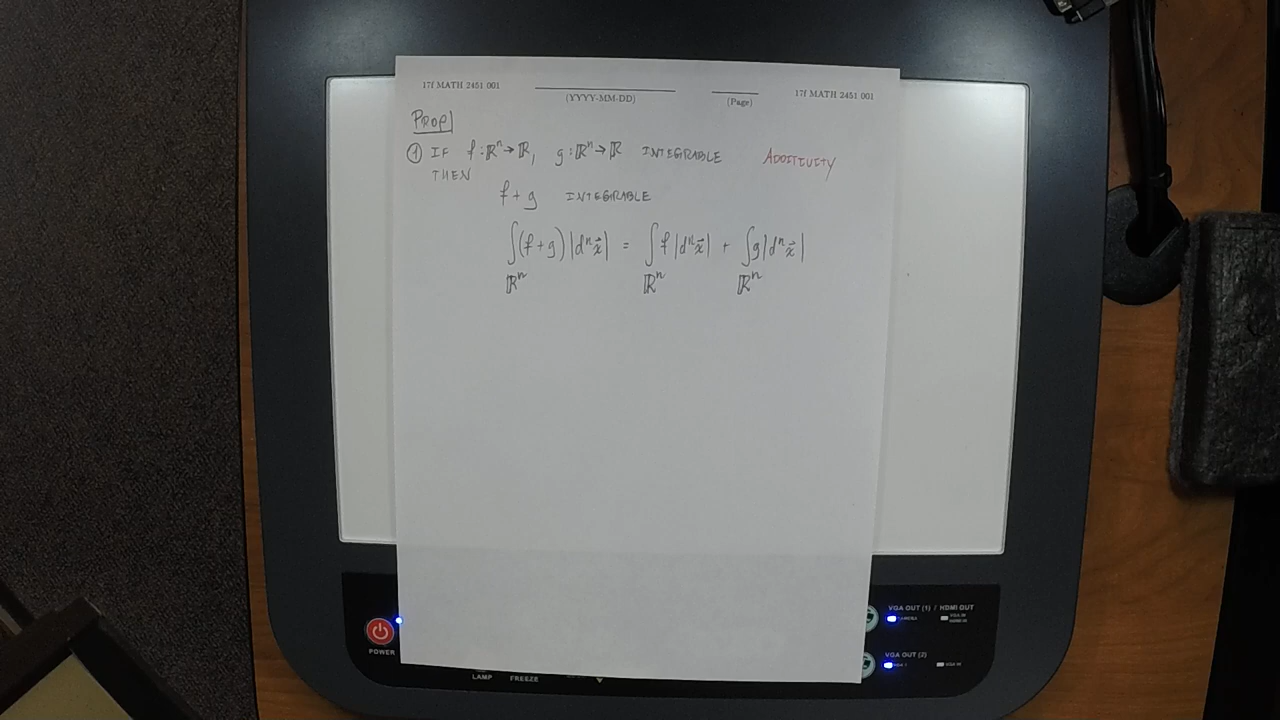 17f MATH 2451 001
(YYYY-MM-DD)
(Page)
17f MATH 2451 001
PROP
① IF f : ℝⁿ → ℝ, g : ℝⁿ → ℝ INTEGRABLE ADDITIVITY
THEN
f + g INTEGRABLE
∫(f+g)|dⁿx⃗| = ∫f|dⁿx⃗| + ∫g|dⁿx⃗|
ℝⁿ ℝⁿ ℝⁿ
POWER
LAMP FREEZE
VGA OUT (1) / HDMI OUT
VGA OUT (2)